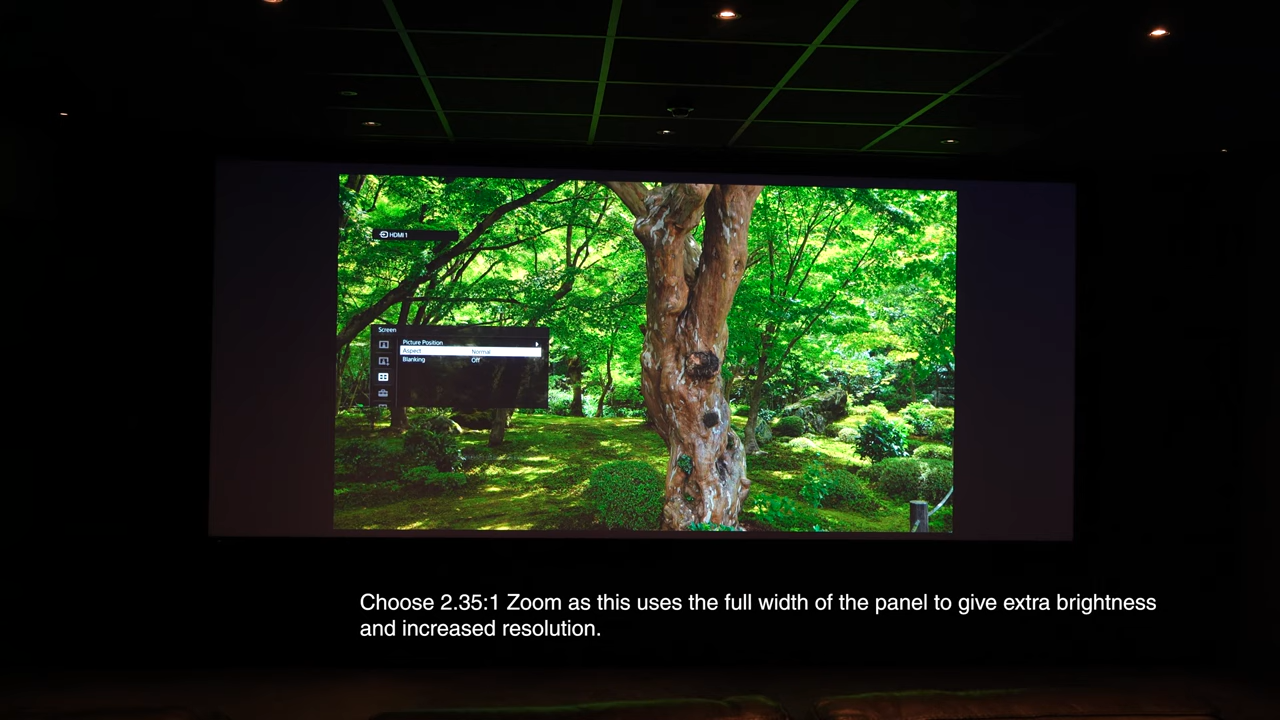 HDMI 1
Screen
Picture Position
Aspect Normal
Blanking Off
Choose 2.35:1 Zoom as this uses the full width of the panel to give extra brightness
and increased resolution.